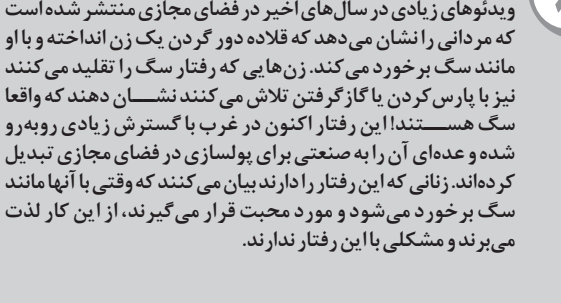 ویدئوهای زیادی در سال‌های اخیر در فضای مجازی منتشر شده است
که مردانی را نشان می‌دهد که قلاده دور گردن یک زن انداخته و با او
مانند سگ برخورد می‌کند. زن‌هایی که رفتار سگ را تقلید می‌کنند
نیز با پارس کردن یا گاز گرفتن تلاش می‌کنند نشـــان دهند که واقعا
سگ هســـتند! این رفتار اکنون در غرب با گسترش زیادی روبه‌رو
شده و عده‌ای آن را به صنعتی برای پولسازی در فضای مجازی تبدیل
کرده‌اند. زنانی که این رفتار را دارند بیان می‌کنند که وقتی با آنها مانند
سگ برخورد می‌شود و مورد محبت قرار می‌گیرند، از این کار لذت
می‌برند و مشکلی با این رفتار ندارند.